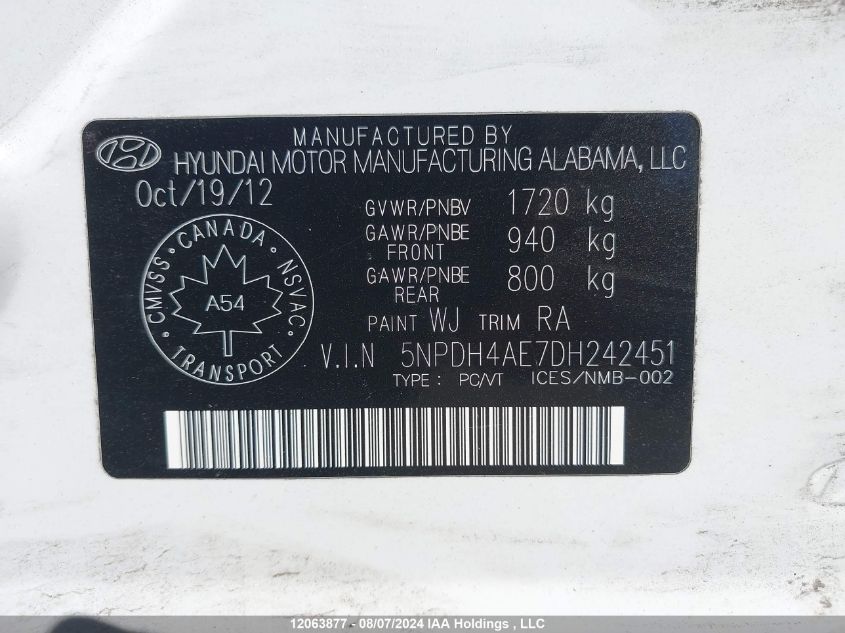 MANUFACTURED BY
HYUNDAI MOTOR MANUFACTURING ALABAMA, LLC
Oct/19/12
GVWR/PNBV 1720 kg
GAWR/PNBE FRONT 940 kg
GAWR/PNBE REAR 800 kg
PAINT WJ TRIM RA
V.I.N 5NPDH4AE7DH242451
TYPE : PC/VT ICES/NMB-002
CANADA
CMVSS • NSVAC
A54
TRANSPORT
12063877 - 08/07/2024 IAA Holdings , LLC